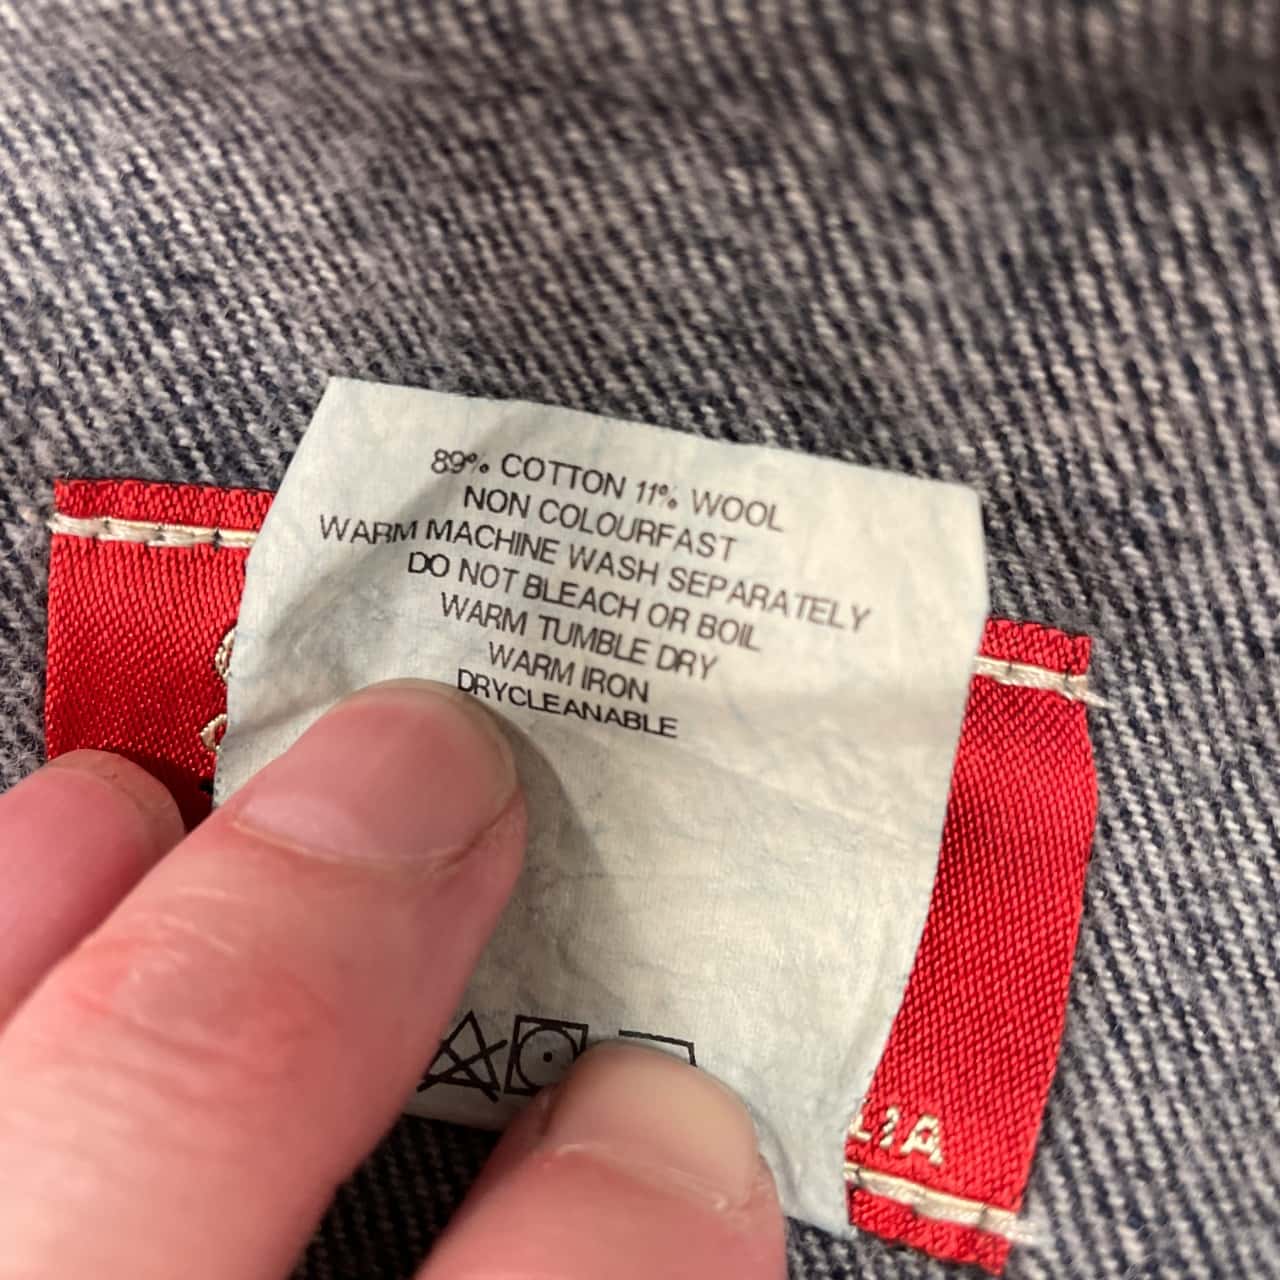 89% COTTON 11% WOOL
NON COLOURFAST
WARM MACHINE WASH SEPARATELY
DO NOT BLEACH OR BOIL
WARM TUMBLE DRY
WARM IRON
DRYCLEANABLE